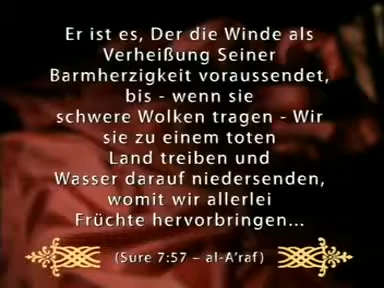 Er ist es, Der die Winde als
Verheißung Seiner
Barmherzigkeit voraussendet,
bis - wenn sie
schwere Wolken tragen - Wir
sie zu einem toten
Land treiben und
Wasser darauf niedersenden,
womit wir allerlei
Früchte hervorbringen...
(Sure 7:57 – al-A'raf)